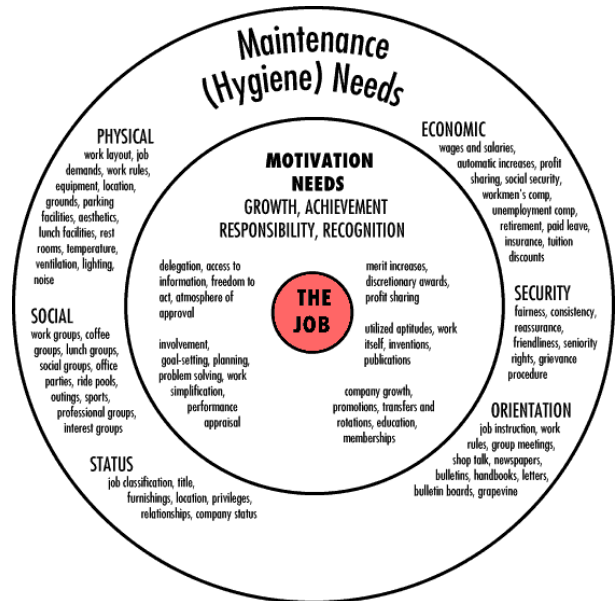 Maintenance
(Hygiene) Needs
PHYSICAL
work layout, job
demands, work rules,
equipment, location,
grounds, parking
facilities, aesthetics,
lunch facilities, rest
rooms, temperature,
ventilation, lighting,
noise
SOCIAL
work groups, coffee
groups, lunch groups,
social groups, office
parties, ride pools,
outings, sports,
professional groups,
interest groups
STATUS
job classification, title,
furnishings, location, privileges,
relationships, company status
ECONOMIC
wages and salaries,
automatic increases, profit
sharing, social security,
workmen's comp,
unemployment comp,
retirement, paid leave,
insurance, tuition
discounts
SECURITY
fairness, consistency,
reassurance,
friendliness, seniority
rights, grievance
procedure
ORIENTATION
job instruction, work
rules, group meetings,
shop talk, newspapers,
bulletins, handbooks, letters,
bulletin boards, grapevine
MOTIVATION
NEEDS
GROWTH, ACHIEVEMENT
RESPONSIBILITY, RECOGNITION
delegation, access to
information, freedom to
act, atmosphere of
approval
involvement,
goal-setting, planning,
problem solving, work
simplification,
performance
appraisal
THE
JOB
merit increases,
discretionary awards,
profit sharing
utilized aptitudes, work
itself, inventions,
publications
company growth,
promotions, transfers and
rotations, education,
memberships